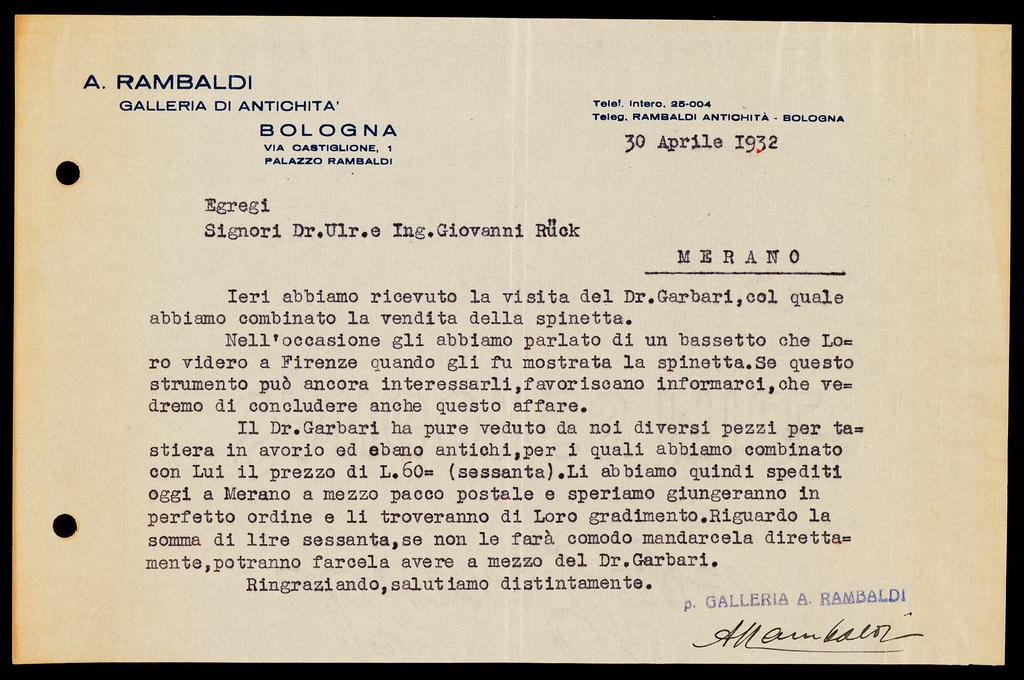 A. RAMBALDI
GALLERIA DI ANTICHITA'
BOLOGNA
VIA CASTIGLIONE, 1
PALAZZO RAMBALDI
Telef. Interc. 25-004
Teleg. RAMBALDI ANTICHITÀ - BOLOGNA
30 Aprile 1932
Egregi
Signori Dr.Ulr.e Ing.Giovanni Rück
MERANO
Ieri abbiamo ricevuto la visita del Dr.Garbari,col quale
abbiamo combinato la vendita della spinetta.
Nell'occasione gli abbiamo parlato di un bassetto che Lo=
ro videro a Firenze quando gli fu mostrata la spinetta.Se questo
strumento può ancora interessarli,favoriscano informarci,che ve=
dremo di concludere anche questo affare.
Il Dr.Garbari ha pure veduto da noi diversi pezzi per ta=
stiera in avorio ed ebano antichi,per i quali abbiamo combinato
con Lui il prezzo di L.60= (sessanta).Li abbiamo quindi spediti
oggi a Merano a mezzo pacco postale e speriamo giungeranno in
perfetto ordine e li troveranno di Loro gradimento.Riguardo la
somma di lire sessanta,se non le farà comodo mandarcela diretta=
mente,potranno farcela avere a mezzo del Dr.Garbari.
Ringraziando,salutiamo distintamente.
p. GALLERIA A. RAMBALDI
ARambaldi